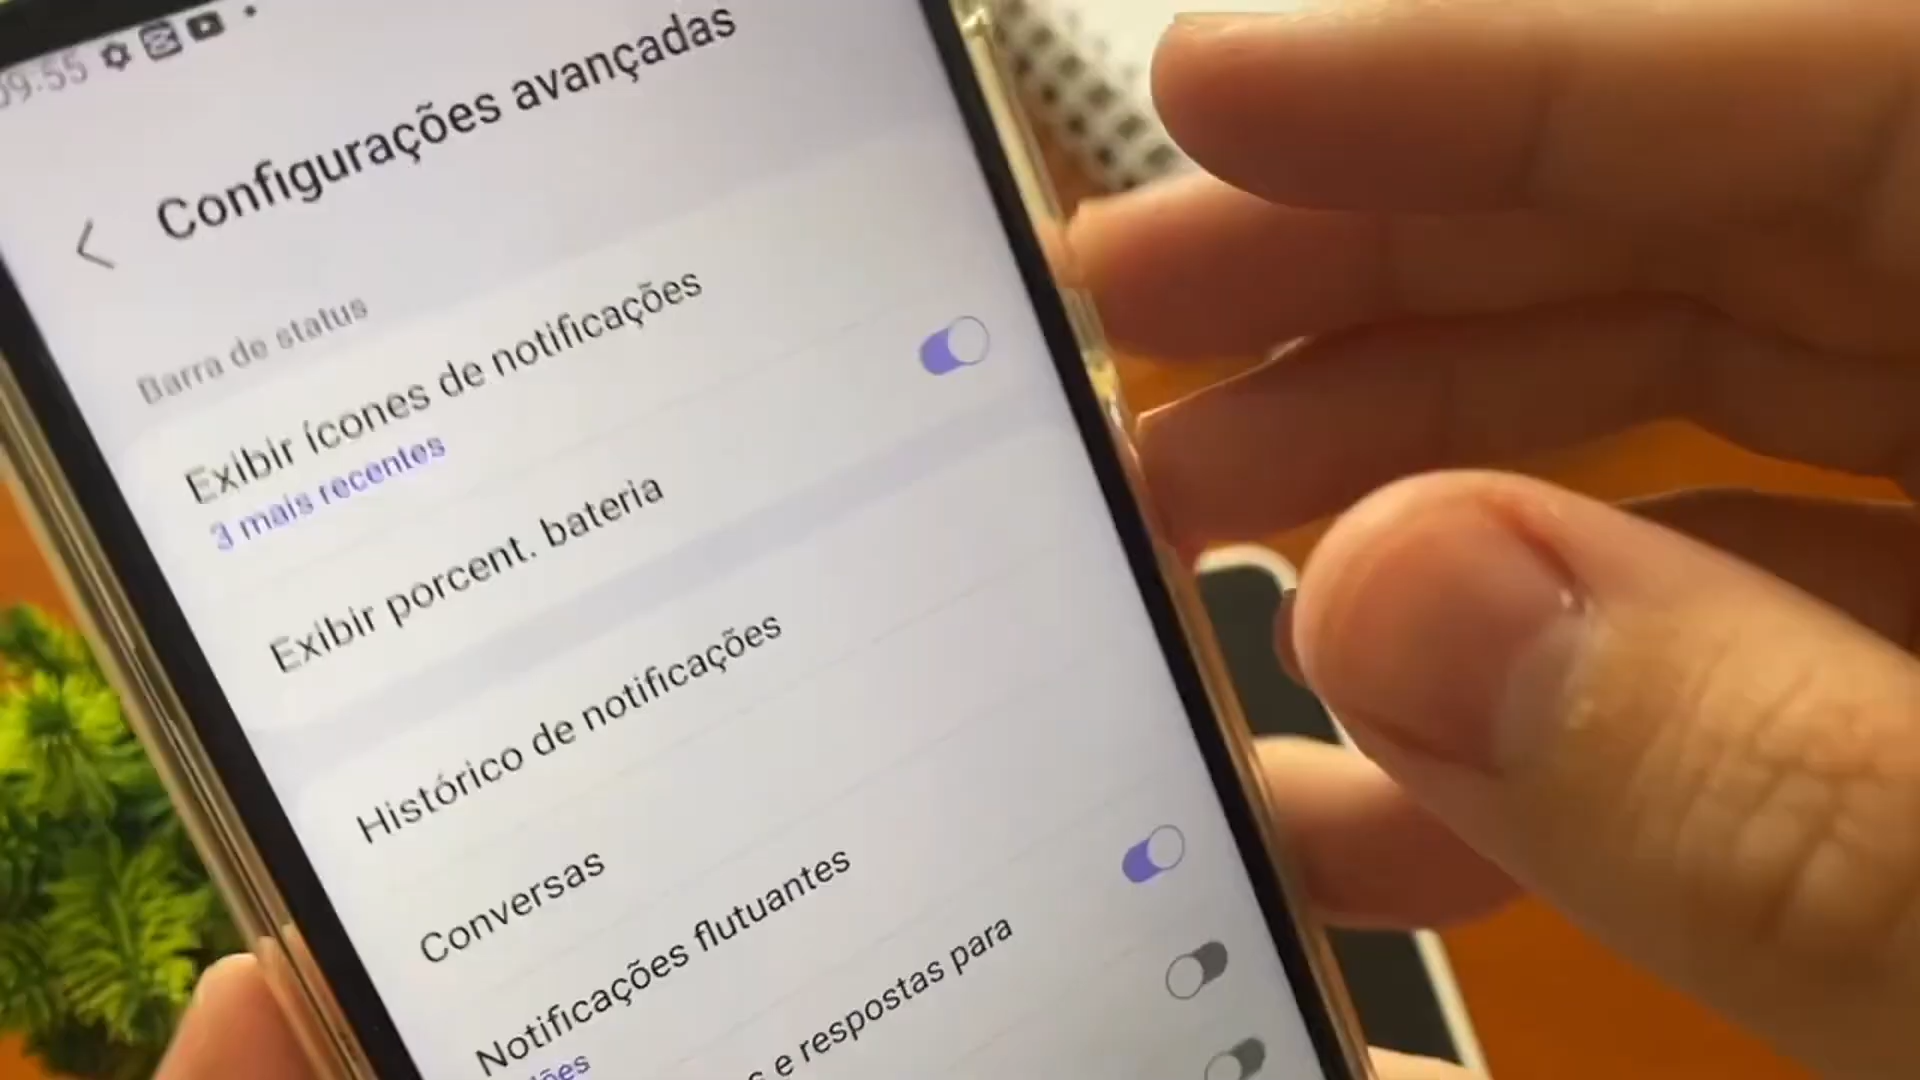 09:55
Configurações avançadas
Barra de status
Exibir ícones de notificações
3 mais recentes
Exibir porcent. bateria
Histórico de notificações
Conversas
Notificações flutuantes
e respostas para